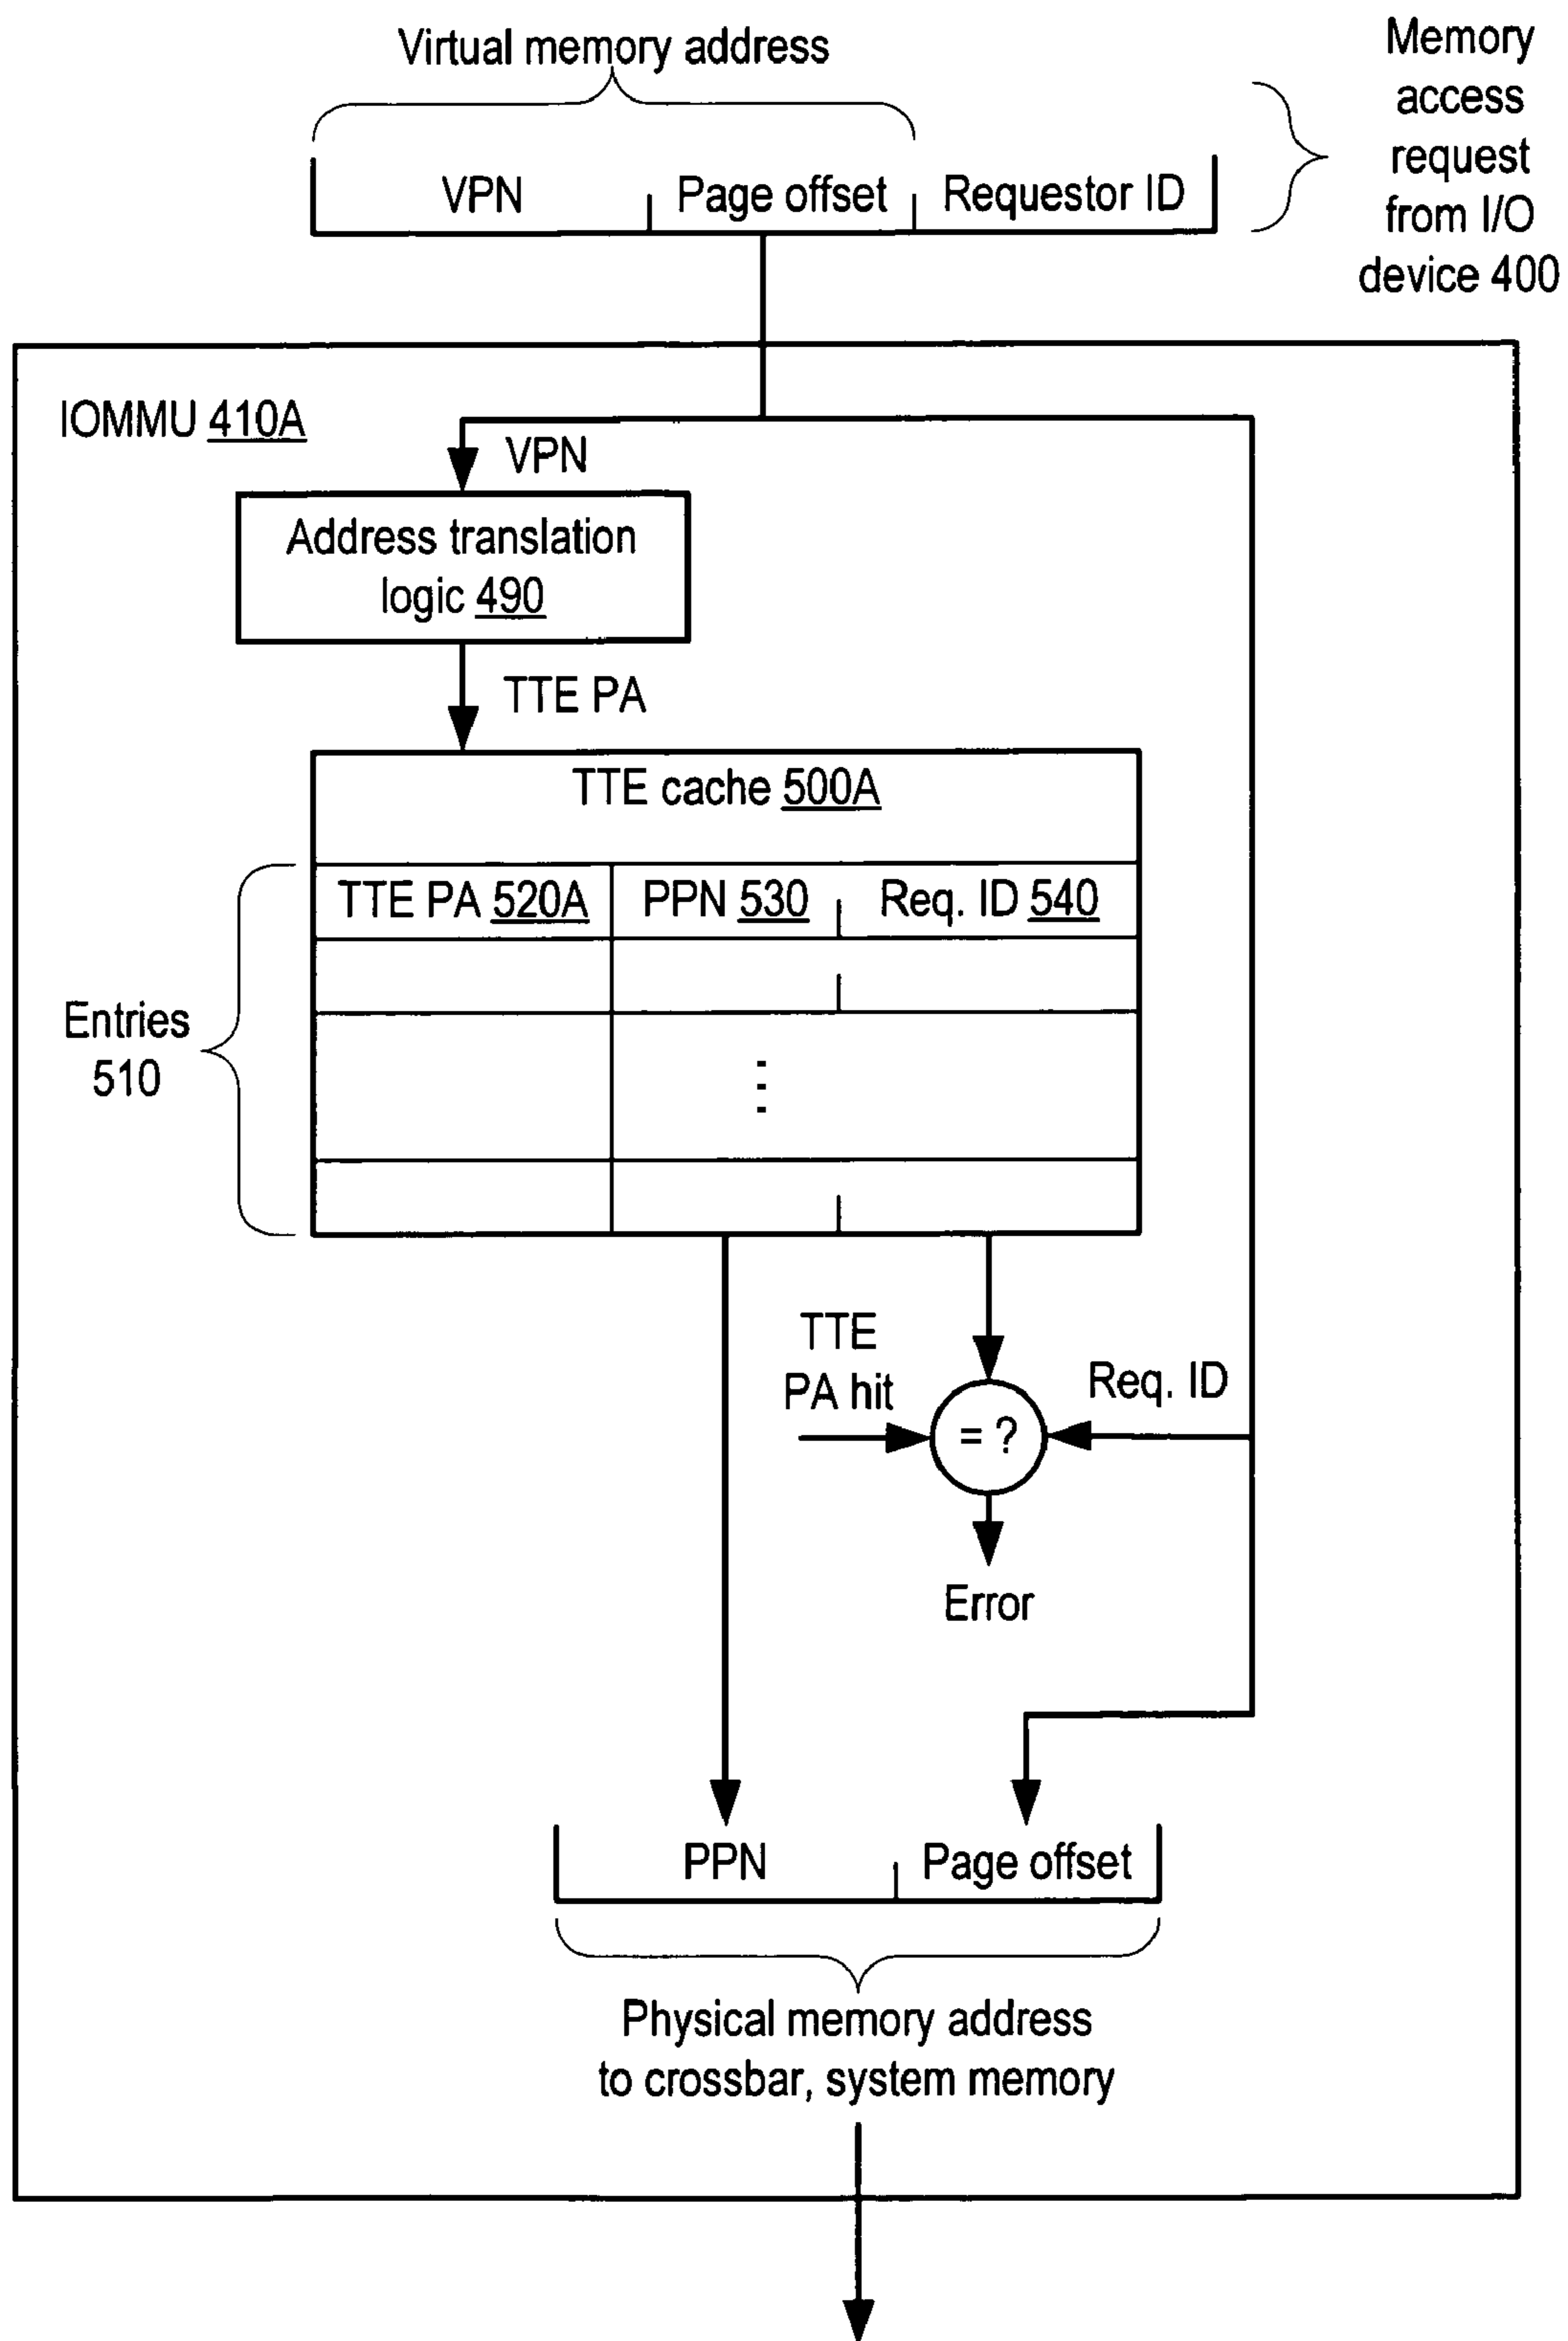 Virtual memory address
Memory
access
request
from I/O
device 400
VPN Page offset Requestor ID
IOMMU 410A
VPN
Address translation
logic 490
TTE PA
TTE cache 500A
TTE PA 520A PPN 530 Req. ID 540
Entries
510
TTE
PA hit
Req. ID
= ?
Error
PPN Page offset
Physical memory address
to crossbar, system memory